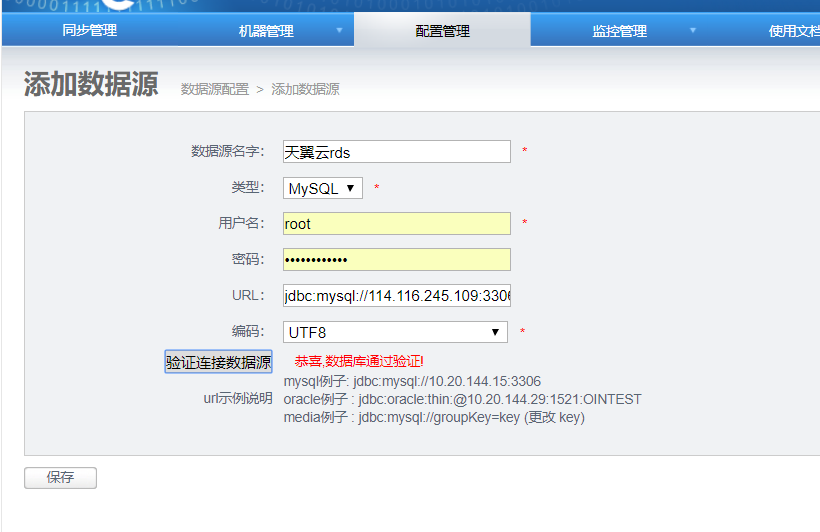 同步管理 机器管理 配置管理 监控管理 使用文档
添加数据源 数据源配置 > 添加数据源
数据源名字: 天翼云rds *
类型: MySQL *
用户名: root *
密码: ••••••••••••
URL: jdbc:mysql://114.116.245.109:3306
编码: UTF8 *
验证连接数据源 恭喜,数据库通过验证!
url示例说明
mysql例子: jdbc:mysql://10.20.144.15:3306
oracle例子 : jdbc:oracle:thin:@10.20.144.29:1521:OINTEST
media例子 : jdbc:mysql://groupKey=key (更改 key)
保存